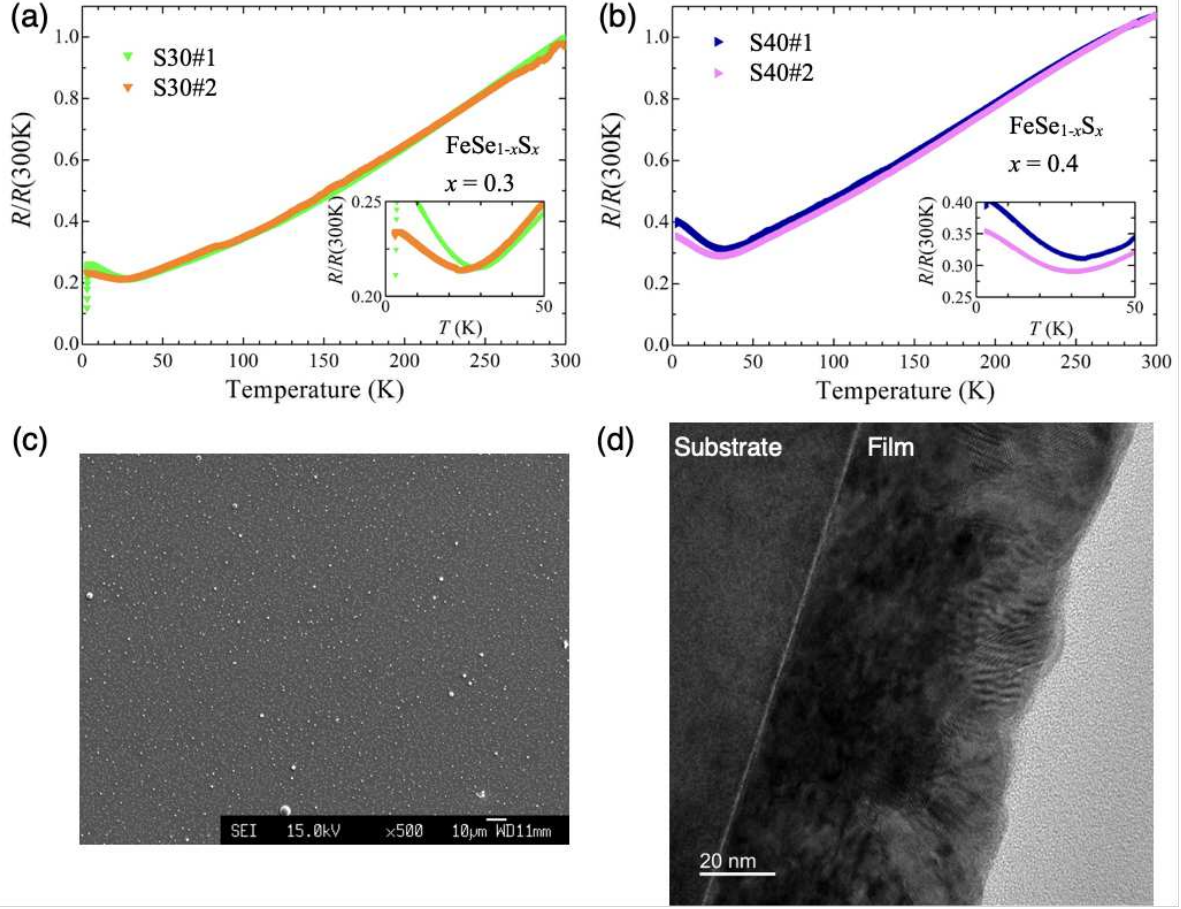 (a)
S30#1
S30#2
FeSe1-xSx
x = 0.3
R/R(300K)
1.0
0.8
0.6
0.4
0.2
0.0
0 50 100 150 200 250 300
Temperature (K)
R/R(300K)
0.25
0.20
0 50
T (K)
(b)
S40#1
S40#2
FeSe1-xSx
x = 0.4
R/R(300K)
1.0
0.8
0.6
0.4
0.2
0.0
0 50 100 150 200 250 300
Temperature (K)
R/R(300K)
0.40
0.35
0.30
0.25
0 50
T (K)
(c)
SEI 15.0kV ×500 10μm WD11mm
(d)
Substrate Film
20 nm